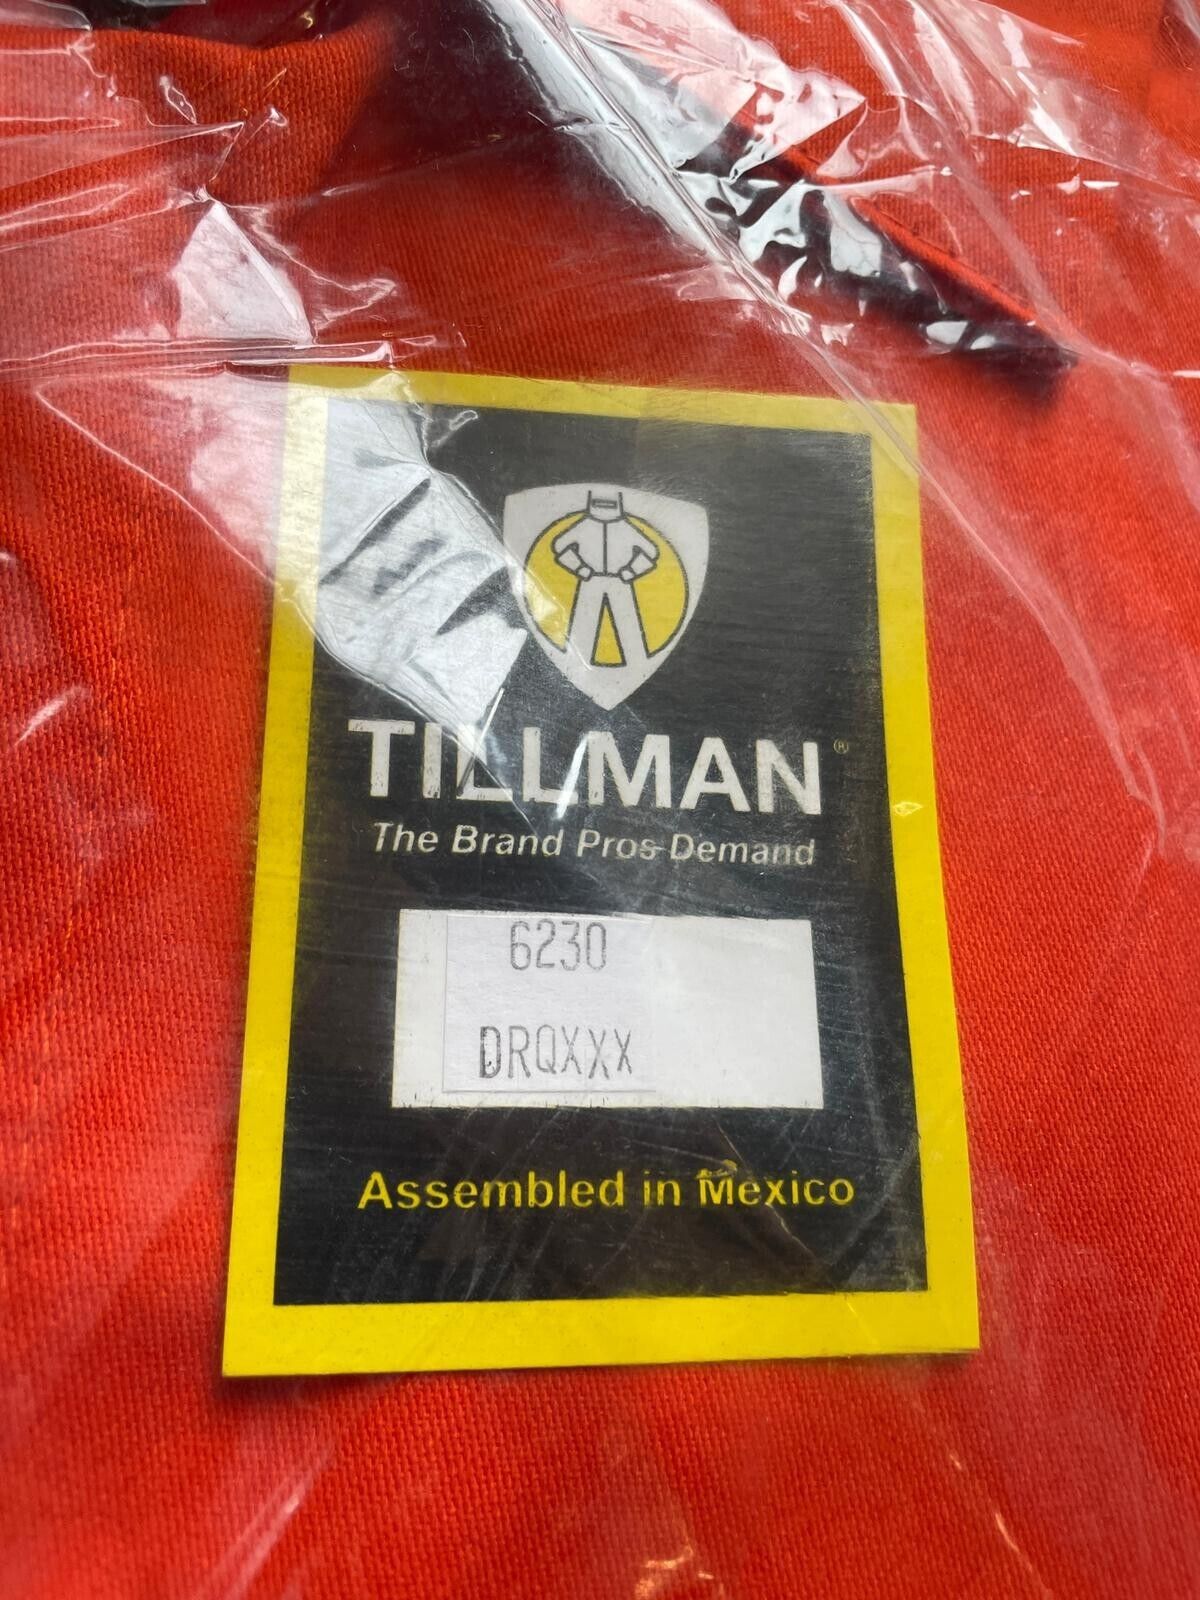 TILLMAN®
The Brand Pros Demand
6230
DRQXXX
Assembled in Mexico